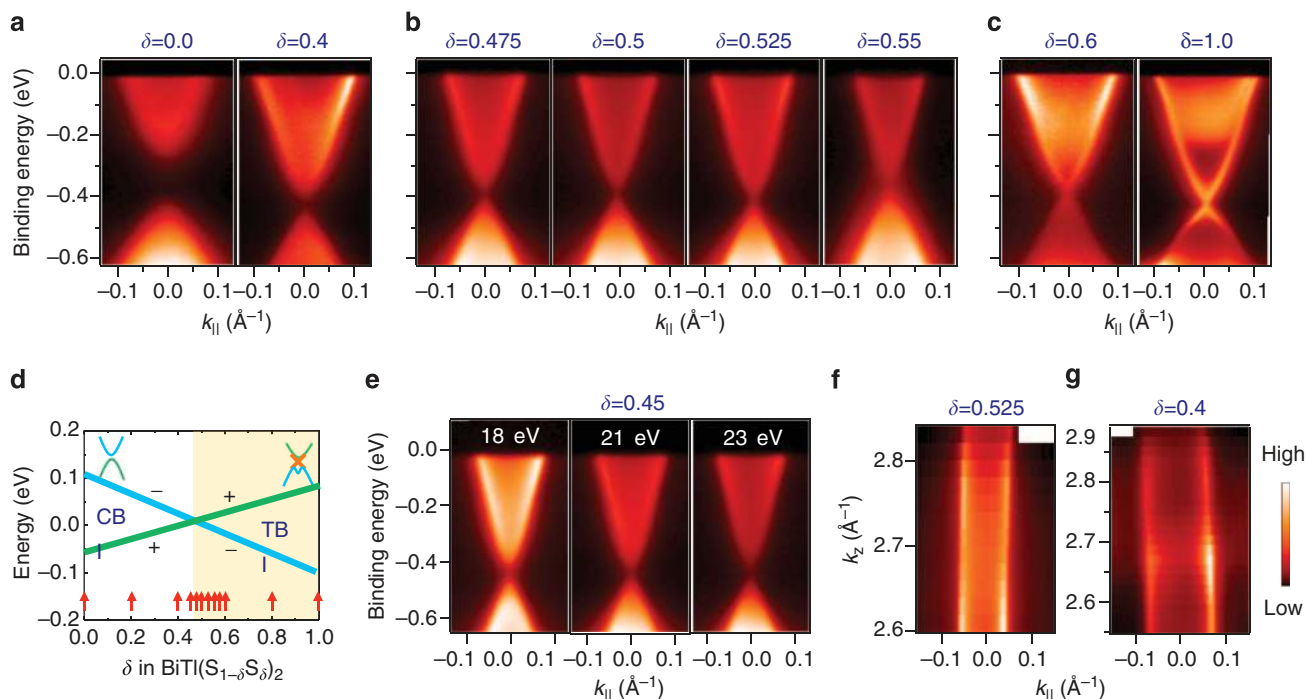 a
δ=0.0 δ=0.4
Binding energy (eV)
0.0
−0.2
−0.4
−0.6
−0.1 0.0 0.1 −0.1 0.0 0.1
k|| (Å−1)
b
δ=0.475 δ=0.5 δ=0.525 δ=0.55
−0.1 0.0 0.1 −0.1 0.0 0.1 −0.1 0.0 0.1 −0.1 0.0 0.1
k|| (Å−1)
c
δ=0.6 δ=1.0
−0.1 0.0 0.1 −0.1 0.0 0.1
k|| (Å−1)
d
Energy (eV)
0.2
0.1
0.0
−0.1
−0.2
− +
CB TB
I + − I
0.0 0.2 0.4 0.6 0.8 1.0
δ in BiTl(S1−δSδ)2
e
δ=0.45
18 eV 21 eV 23 eV
Binding energy (eV)
0.0
−0.2
−0.4
−0.6
−0.1 0.0 0.1 −0.1 0.0 0.1 −0.1 0.0 0.1
k|| (Å−1)
f
δ=0.525
kz (Å−1)
2.8
2.7
2.6
−0.1 0.0 0.1
k|| (Å−1)
g
δ=0.4
2.9
2.8
2.7
2.6
−0.1 0.0 0.1
High
Low